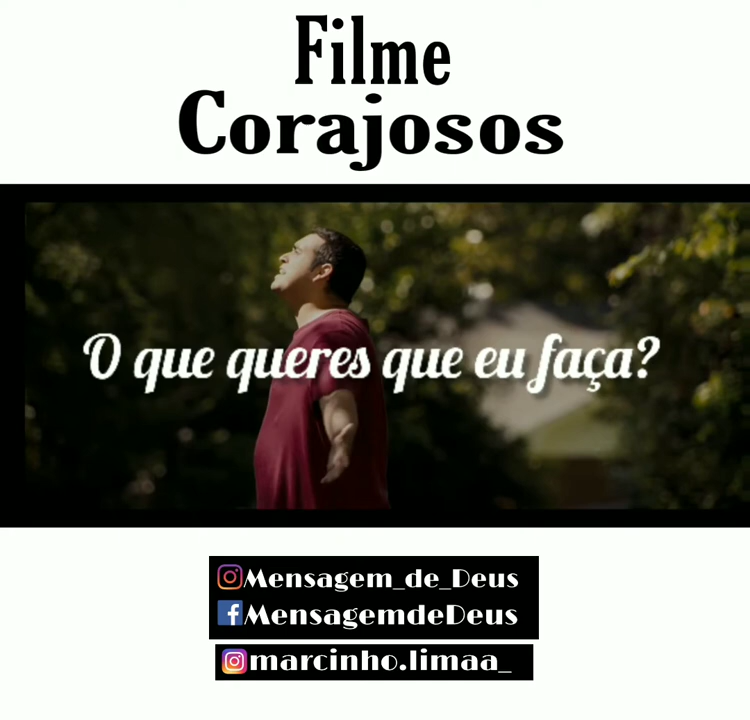 Filme
Corajosos
O que queres que eu faça?
Mensagem_de_Deus
MensagemdeDeus
marcinho.limaa_